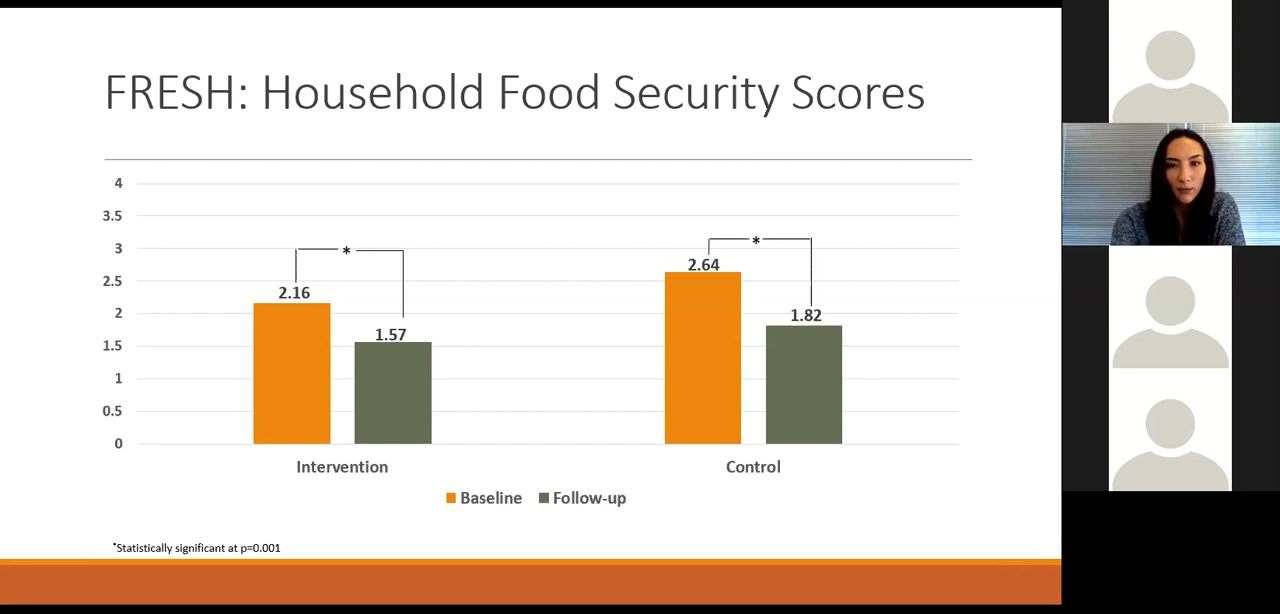 FRESH: Household Food Security Scores
4
3.5
3
2.5
2
1.5
1
0.5
0
*
2.16
1.57
*
2.64
1.82
Intervention
Control
Baseline
Follow-up
*Statistically significant at p=0.001